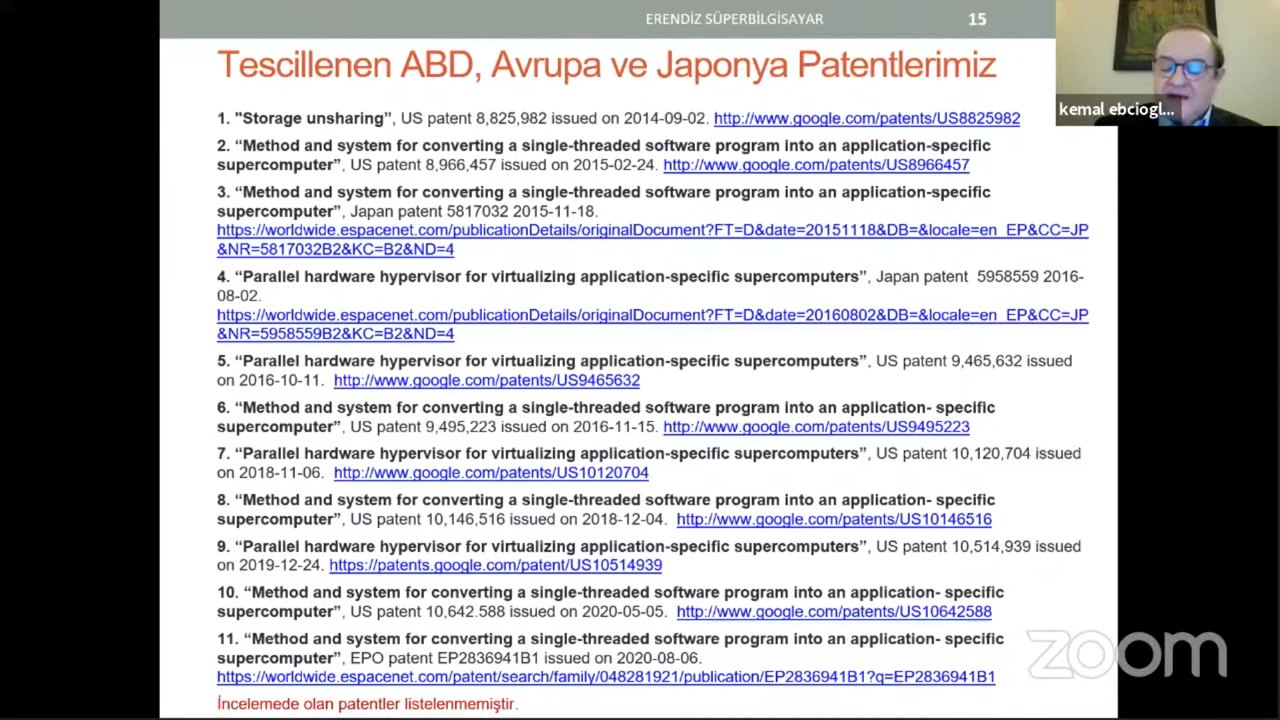 ERENDİZ SÜPERBİLGİSAYAR
15
Tescillenen ABD, Avrupa ve Japonya Patentlerimiz
kemal ebciogl...
1. "Storage unsharing”, US patent 8,825,982 issued on 2014-09-02. http://www.google.com/patents/US8825982
2. “Method and system for converting a single-threaded software program into an application-specific
supercomputer”, US patent 8,966,457 issued on 2015-02-24. http://www.google.com/patents/US8966457
3. “Method and system for converting a single-threaded software program into an application-specific
supercomputer”, Japan patent 5817032 2015-11-18.
https://worldwide.espacenet.com/publicationDetails/originalDocument?FT=D&date=20151118&DB=&locale=en_EP&CC=JP
&NR=5817032B2&KC=B2&ND=4
4. “Parallel hardware hypervisor for virtualizing application-specific supercomputers”, Japan patent 5958559 2016-
08-02.
https://worldwide.espacenet.com/publicationDetails/originalDocument?FT=D&date=20160802&DB=&locale=en_EP&CC=JP
&NR=5958559B2&KC=B2&ND=4
5. “Parallel hardware hypervisor for virtualizing application-specific supercomputers”, US patent 9,465,632 issued
on 2016-10-11. http://www.google.com/patents/US9465632
6. “Method and system for converting a single-threaded software program into an application- specific
supercomputer”, US patent 9,495,223 issued on 2016-11-15. http://www.google.com/patents/US9495223
7. “Parallel hardware hypervisor for virtualizing application-specific supercomputers”, US patent 10,120,704 issued
on 2018-11-06. http://www.google.com/patents/US10120704
8. “Method and system for converting a single-threaded software program into an application- specific
supercomputer”, US patent 10,146,516 issued on 2018-12-04. http://www.google.com/patents/US10146516
9. “Parallel hardware hypervisor for virtualizing application-specific supercomputers”, US patent 10,514,939 issued
on 2019-12-24. https://patents.google.com/patent/US10514939
10. “Method and system for converting a single-threaded software program into an application- specific
supercomputer”, US patent 10,642.588 issued on 2020-05-05. http://www.google.com/patents/US10642588
11. “Method and system for converting a single-threaded software program into an application- specific
supercomputer”, EPO patent EP2836941B1 issued on 2020-08-06.
https://worldwide.espacenet.com/patent/search/family/048281921/publication/EP2836941B1?q=EP2836941B1
İncelemede olan patentler listelenmemiştir.
zoom